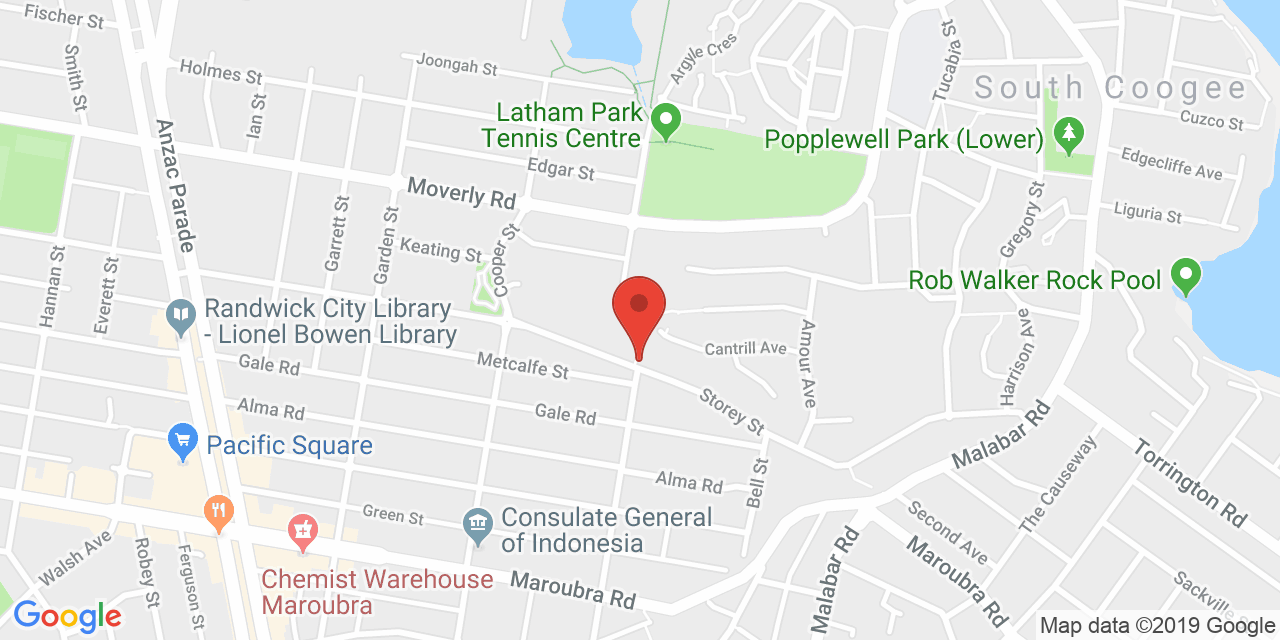 Fischer St
Smith St
Holmes St
Ian St
Joongah St
Argyle Cres
Tucabia St
South Coogee
Cuzco St
Latham Park
Tennis Centre
Popplewell Park (Lower)
Edgecliffe Ave
Edgar St
Anzac Parade
Moverly Rd
Liguria St
Gregory St
Garrett St
Garden St
Keating St
Cooper St
Hannan St
Everett St
Rob Walker Rock Pool
Randwick City Library
- Lionel Bowen Library
Cantrill Ave
Amour Ave
Harrison Ave
Gale Rd
Metcalfe St
Storey St
Alma Rd
Gale Rd
Malabar Rd
Pacific Square
Bell St
Alma Rd
The Causeway
Torrington Rd
Green St
Consulate General
of Indonesia
Second Ave
Walsh Ave
Robey St
Ferguson St
Chemist Warehouse
Maroubra
Maroubra Rd
Malabar Rd
Maroubra Rd
Sackville
Google
Map data ©2019 Google